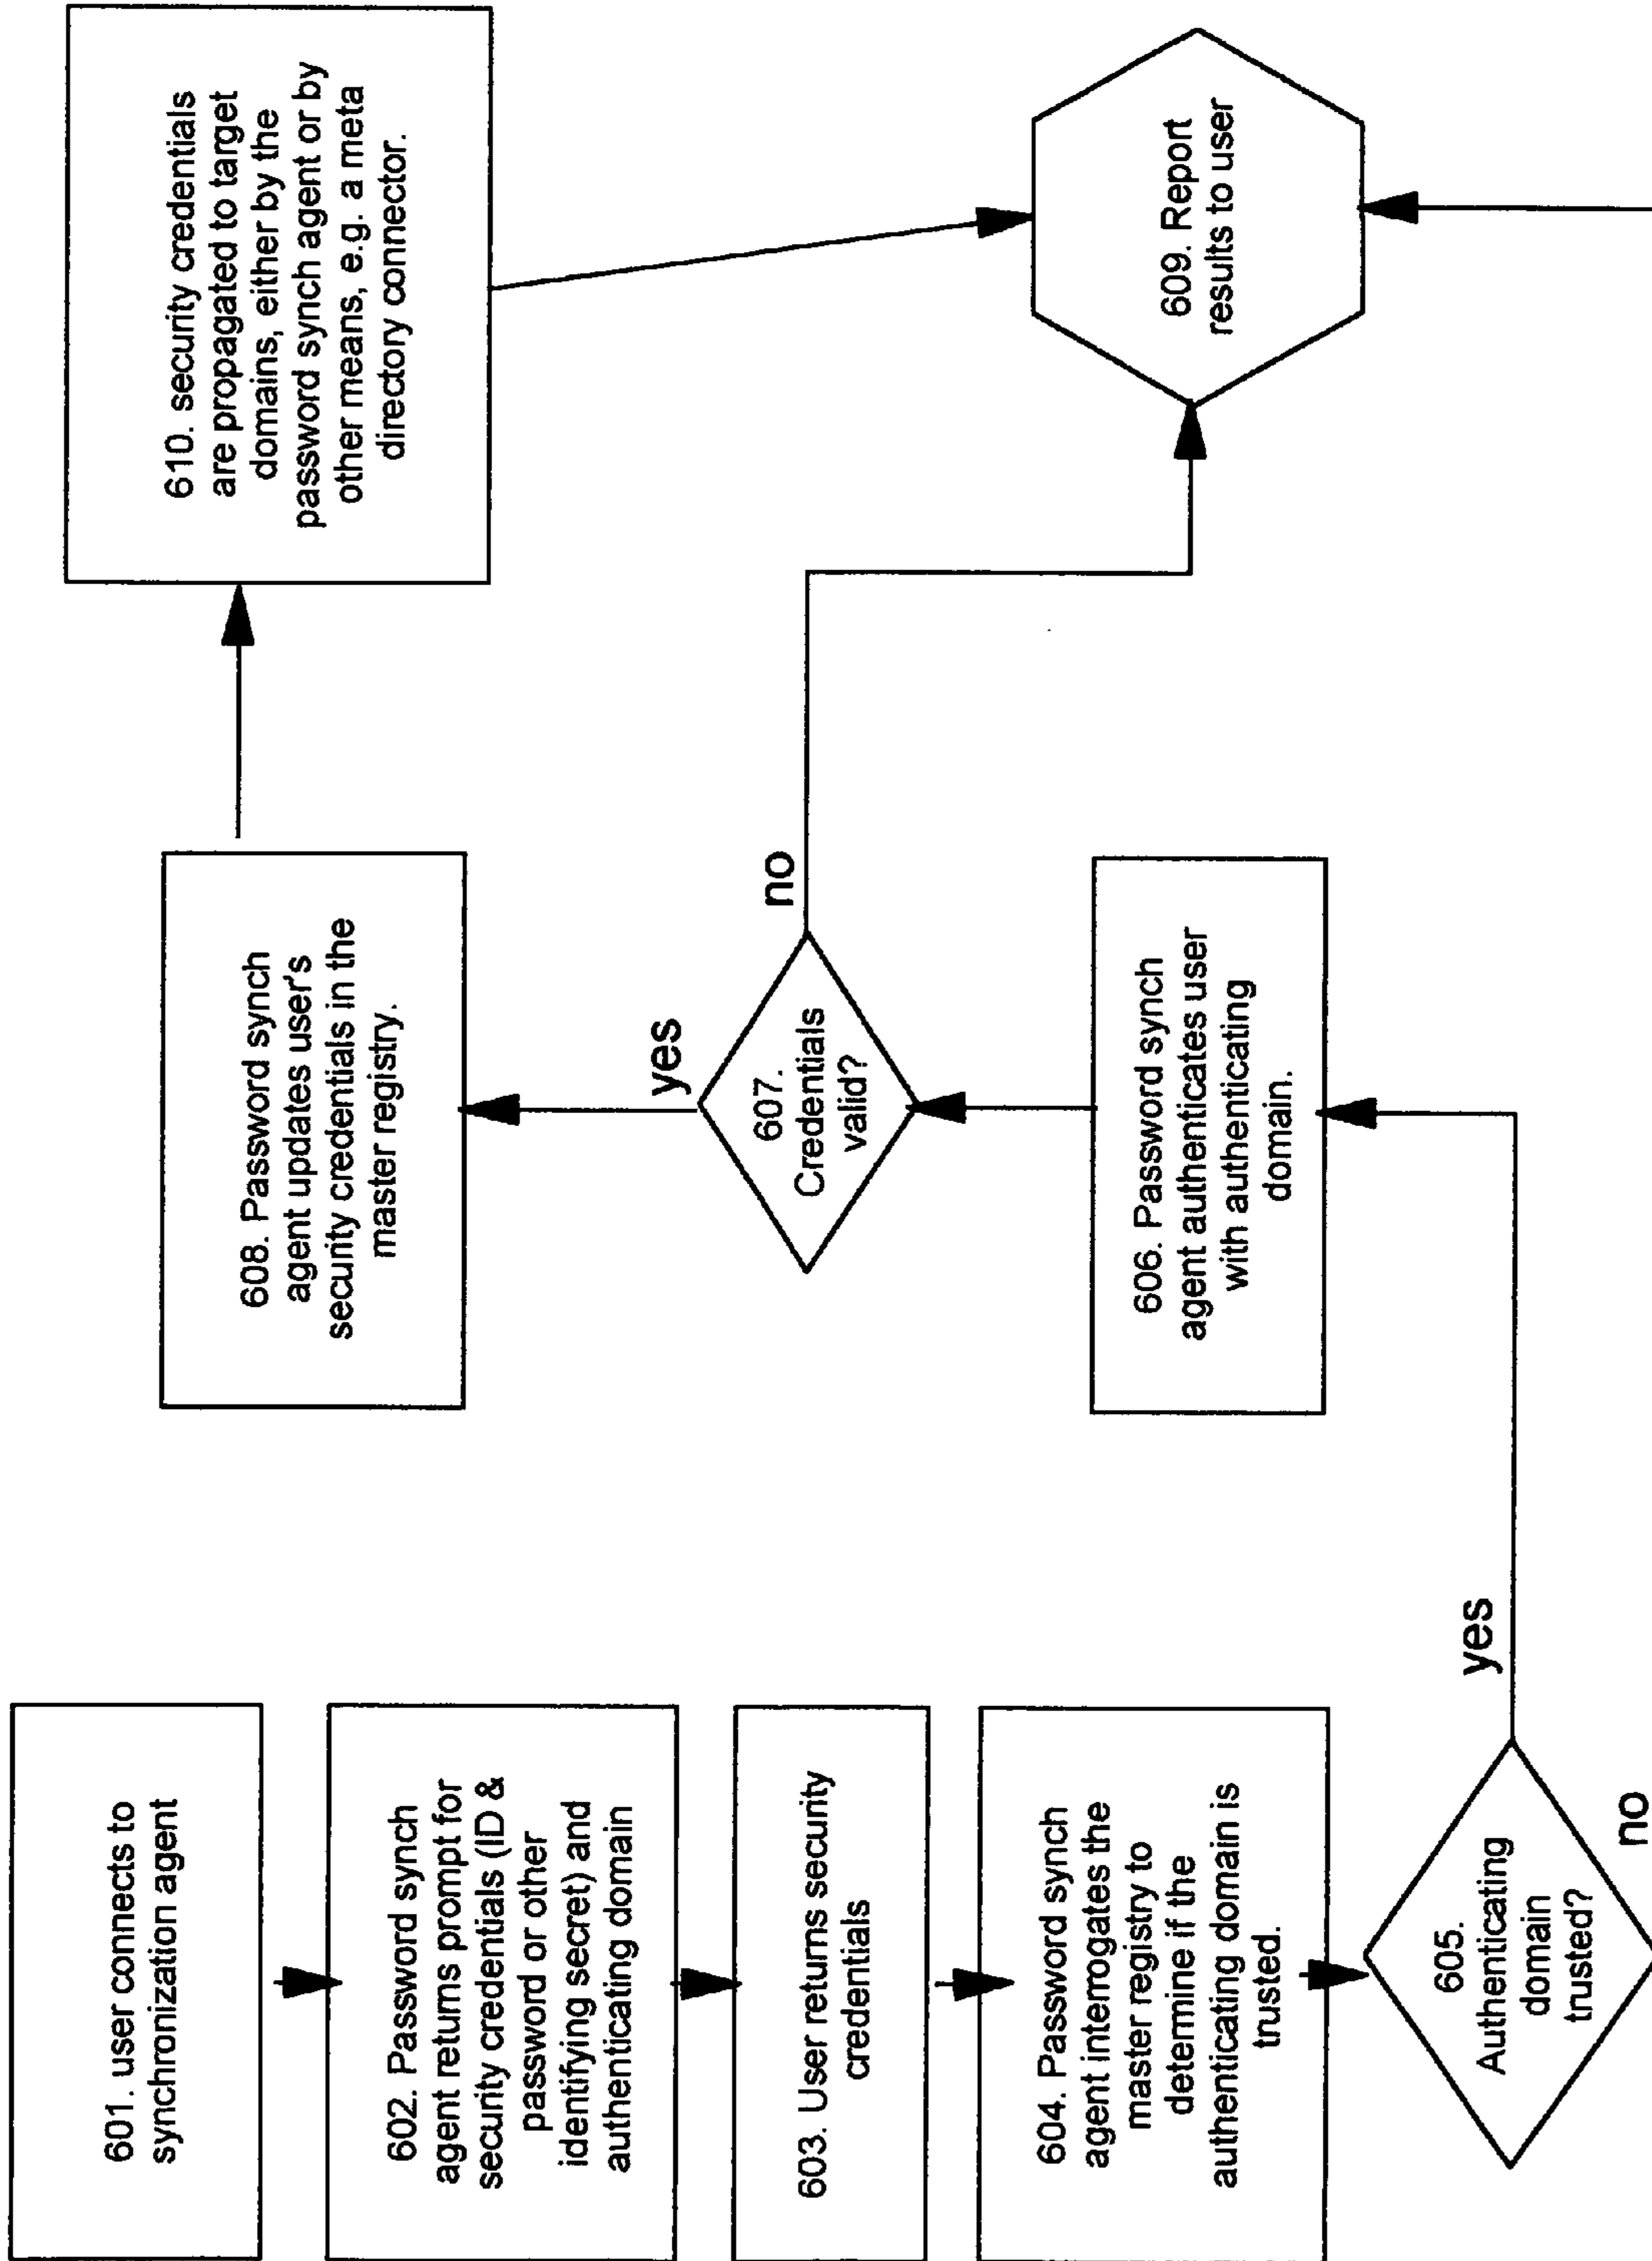 601. user connects to
synchronization agent
602. Password synch
agent returns prompt for
security credentials (ID &
password or other
identifying secret) and
authenticating domain
603. User returns security
credentials
604. Password synch
agent interrogates the
master registry to
determine if the
authenticating domain is
trusted.
605.
Authenticating
domain
trusted?
yes
no
606. Password synch
agent authenticates user
with authenticating
domain.
607.
Credentials
valid?
yes
no
608. Password synch
agent updates user's
security credentials in the
master registry.
610. security credentials
are propagated to target
domains, either by the
password synch agent or by
other means, e.g. a meta
directory connector.
609. Report
results to user